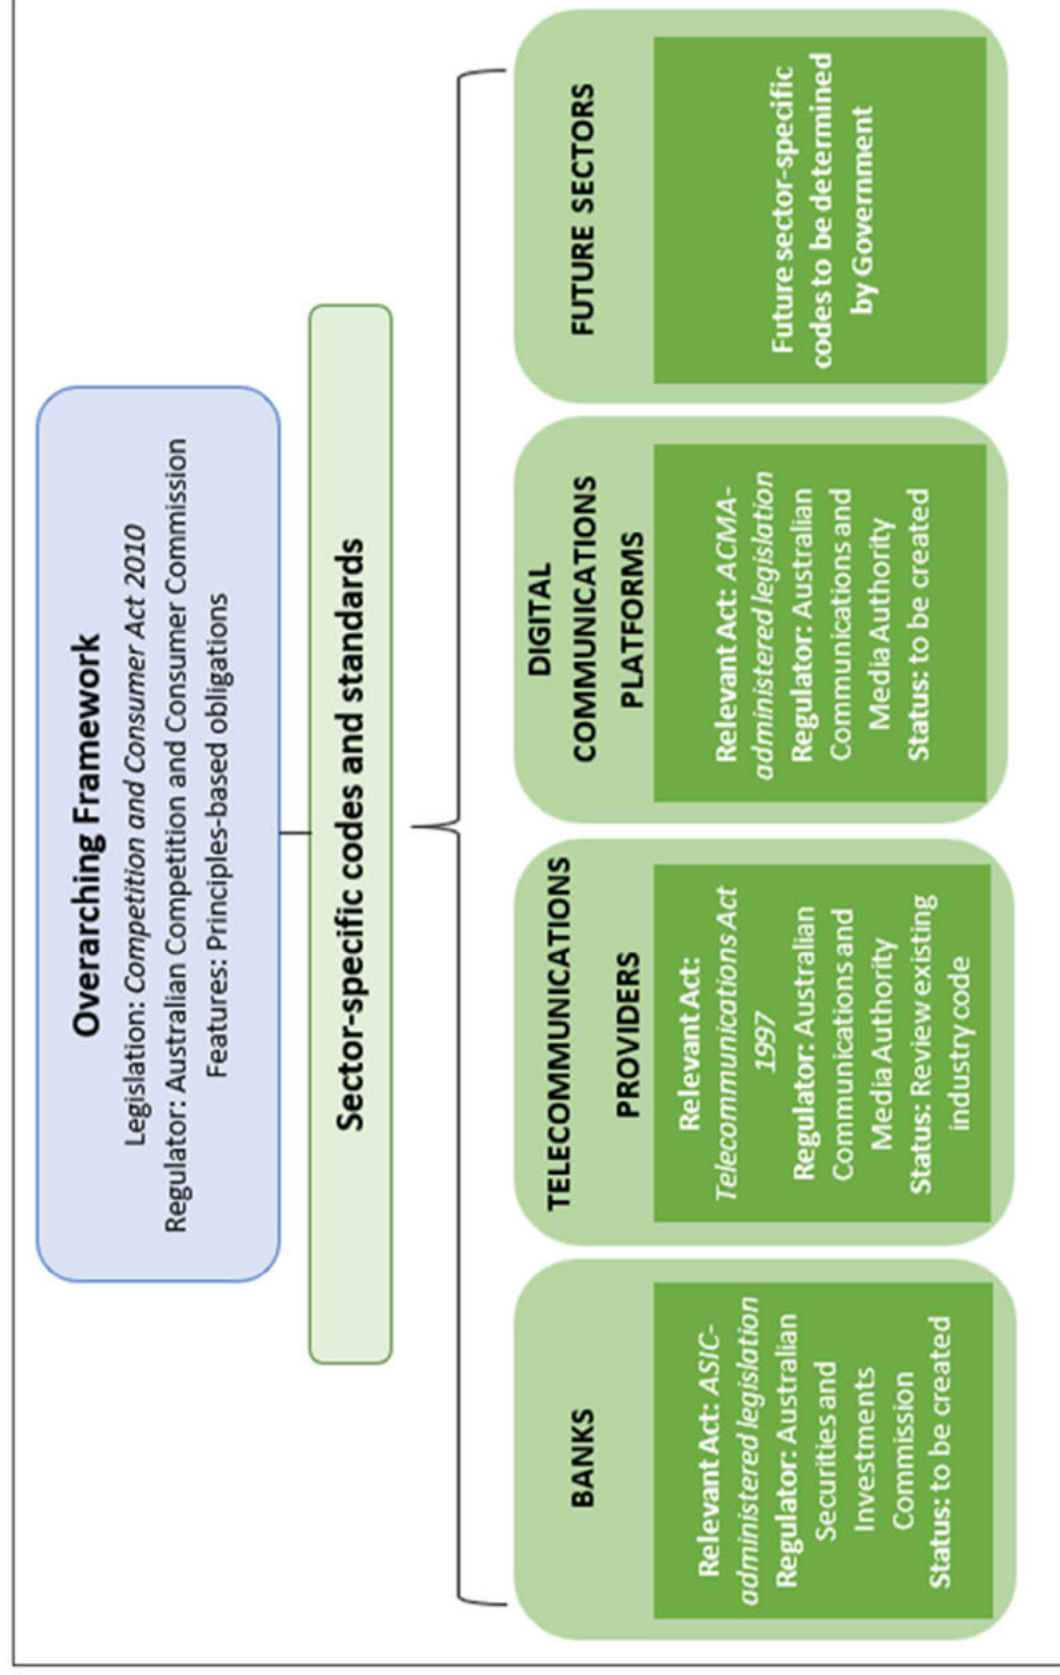 Overarching Framework
Legislation: Competition and Consumer Act 2010
Regulator: Australian Competition and Consumer Commission
Features: Principles-based obligations
Sector-specific codes and standards
BANKS
Relevant Act: ASIC-
administered legislation
Regulator: Australian
Securities and
Investments
Commission
Status: to be created
TELECOMMUNICATIONS
PROVIDERS
Relevant Act:
Telecommunications Act
1997
Regulator: Australian
Communications and
Media Authority
Status: Review existing
industry code
DIGITAL
COMMUNICATIONS
PLATFORMS
Relevant Act: ACMA-
administered legislation
Regulator: Australian
Communications and
Media Authority
Status: to be created
FUTURE SECTORS
Future sector-specific
codes to be determined
by Government